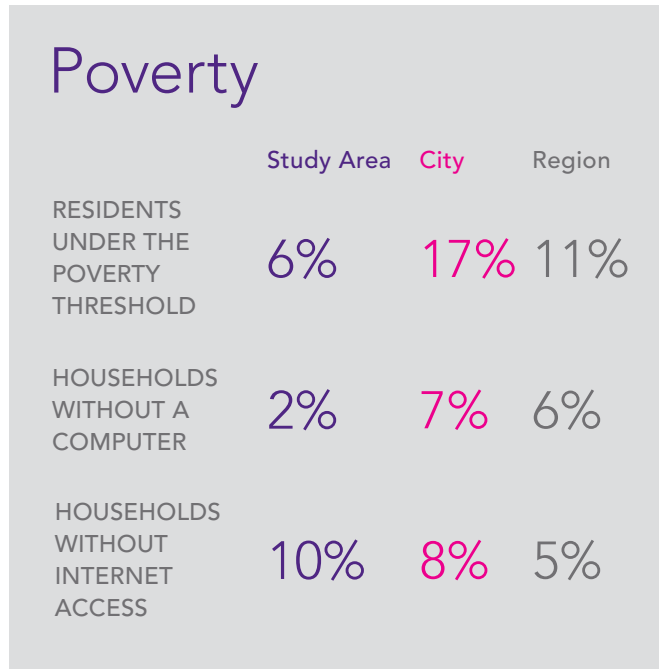 Poverty
Study Area City Region
RESIDENTS
UNDER THE
POVERTY
THRESHOLD
6% 17% 11%
HOUSEHOLDS
WITHOUT A
COMPUTER
2% 7% 6%
HOUSEHOLDS
WITHOUT
INTERNET
ACCESS
10% 8% 5%